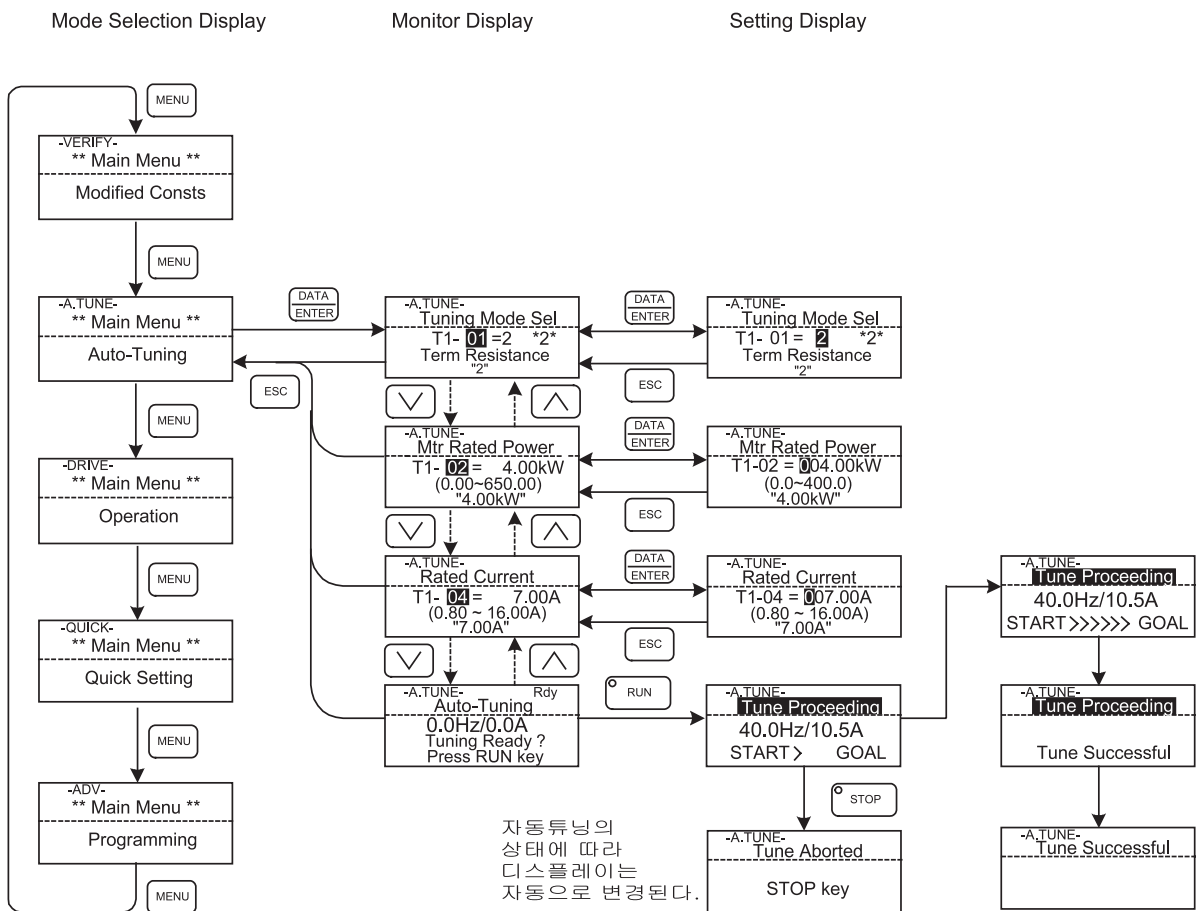 Mode Selection Display
Monitor Display
Setting Display
MENU
-VERIFY-
** Main Menu **
Modified Consts
MENU
-A.TUNE-
** Main Menu **
Auto-Tuning
MENU
-DRIVE-
** Main Menu **
Operation
MENU
-QUICK-
** Main Menu **
Quick Setting
MENU
-ADV-
** Main Menu **
Programming
MENU
DATA
ENTER
ESC
-A.TUNE-
Tuning Mode Sel
T1- 01 =2 *2*
Term Resistance
"2"
DATA
ENTER
ESC
-A.TUNE-
Tuning Mode Sel
T1- 01 = 2 *2*
Term Resistance
"2"
-A.TUNE-
Mtr Rated Power
T1- 02 = 4.00kW
(0.00~650.00)
"4.00kW"
DATA
ENTER
ESC
-A.TUNE-
Mtr Rated Power
T1-02 = 004.00kW
(0.0~400.0)
"4.00kW"
-A.TUNE-
Rated Current
T1- 04 = 7.00A
(0.80 ~ 16.00A)
"7.00A"
DATA
ENTER
ESC
-A.TUNE-
Rated Current
T1-04 = 007.00A
(0.80 ~ 16.00A)
"7.00A"
-A.TUNE- Rdy
Auto-Tuning
0.0Hz/0.0A
Tuning Ready ?
Press RUN key
RUN
-A.TUNE-
Tune Proceeding
40.0Hz/10.5A
START > GOAL
STOP
-A.TUNE-
Tune Aborted
STOP key
-A.TUNE-
Tune Proceeding
40.0Hz/10.5A
START >>>>>> GOAL
-A.TUNE-
Tune Proceeding
Tune Successful
-A.TUNE-
Tune Successful
자동튜닝의
상태에 따라
디스플레이는
자동으로 변경된다.